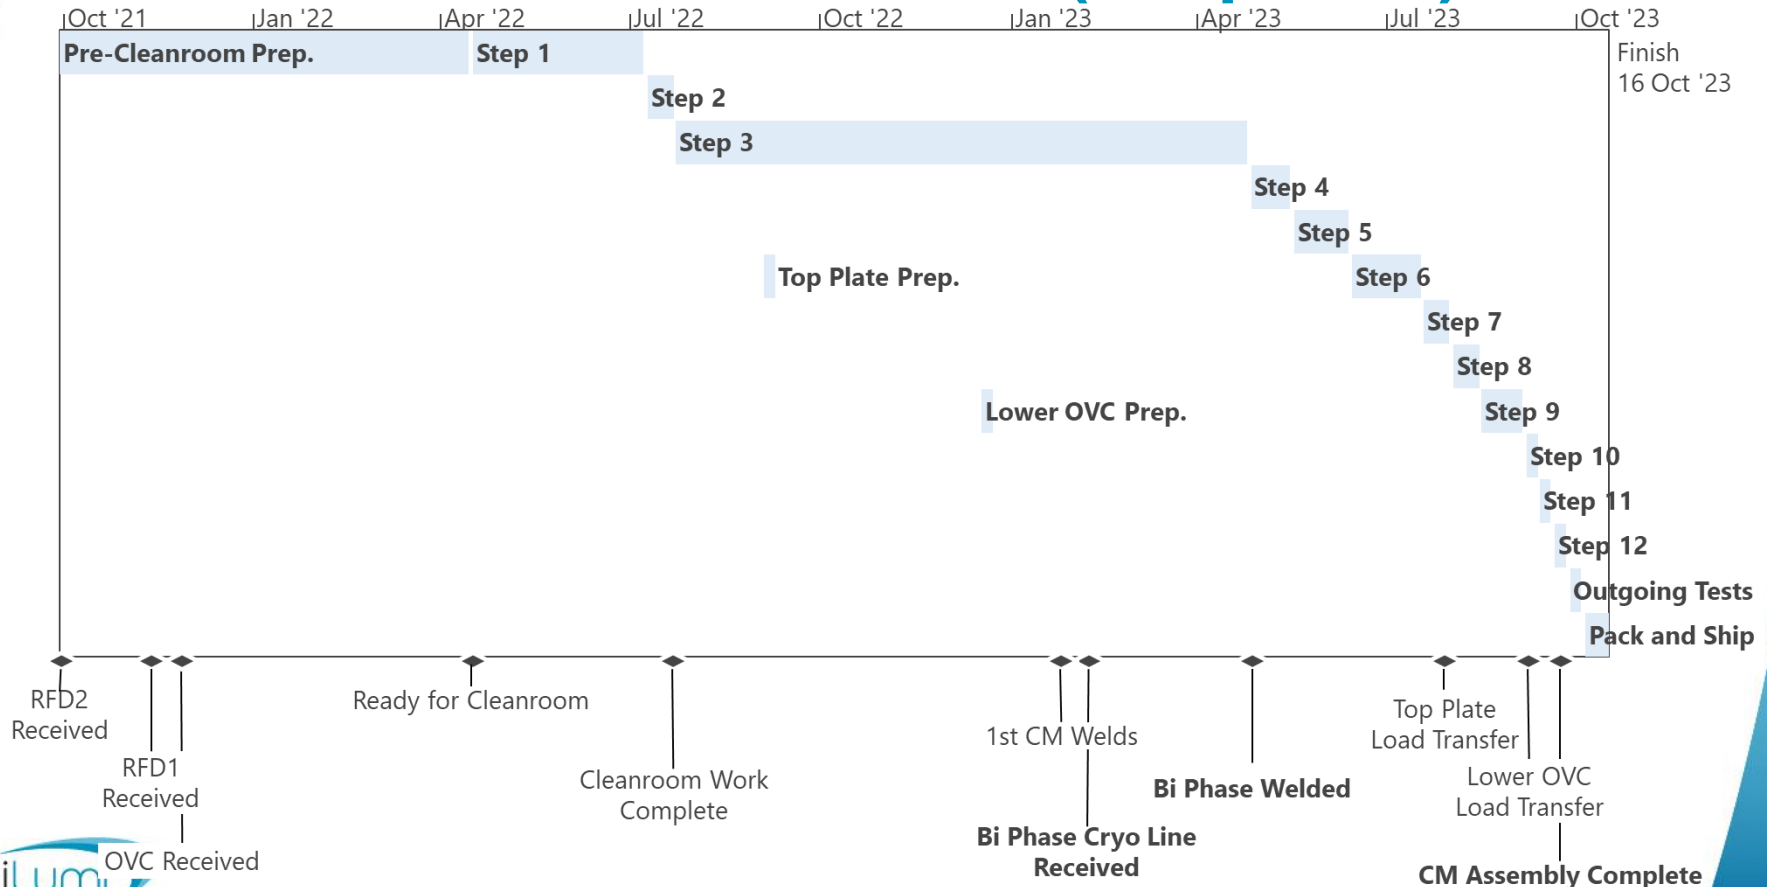 Oct '21 Jan '22 Apr '22 Jul '22 Oct '22 Jan '23 Apr '23 Jul '23 Oct '23
Pre-Cleanroom Prep. Step 1
Finish
16 Oct '23
Step 2
Step 3
Step 4
Step 5
Top Plate Prep. Step 6
Step 7
Step 8
Lower OVC Prep. Step 9
Step 10
Step 11
Step 12
Outgoing Tests
Pack and Ship
RFD2
Received
RFD1
Received
OVC Received
Ready for Cleanroom
Cleanroom Work
Complete
1st CM Welds
Bi Phase Cryo Line
Received
Bi Phase Welded
Top Plate
Load Transfer
Lower OVC
Load Transfer
CM Assembly Complete